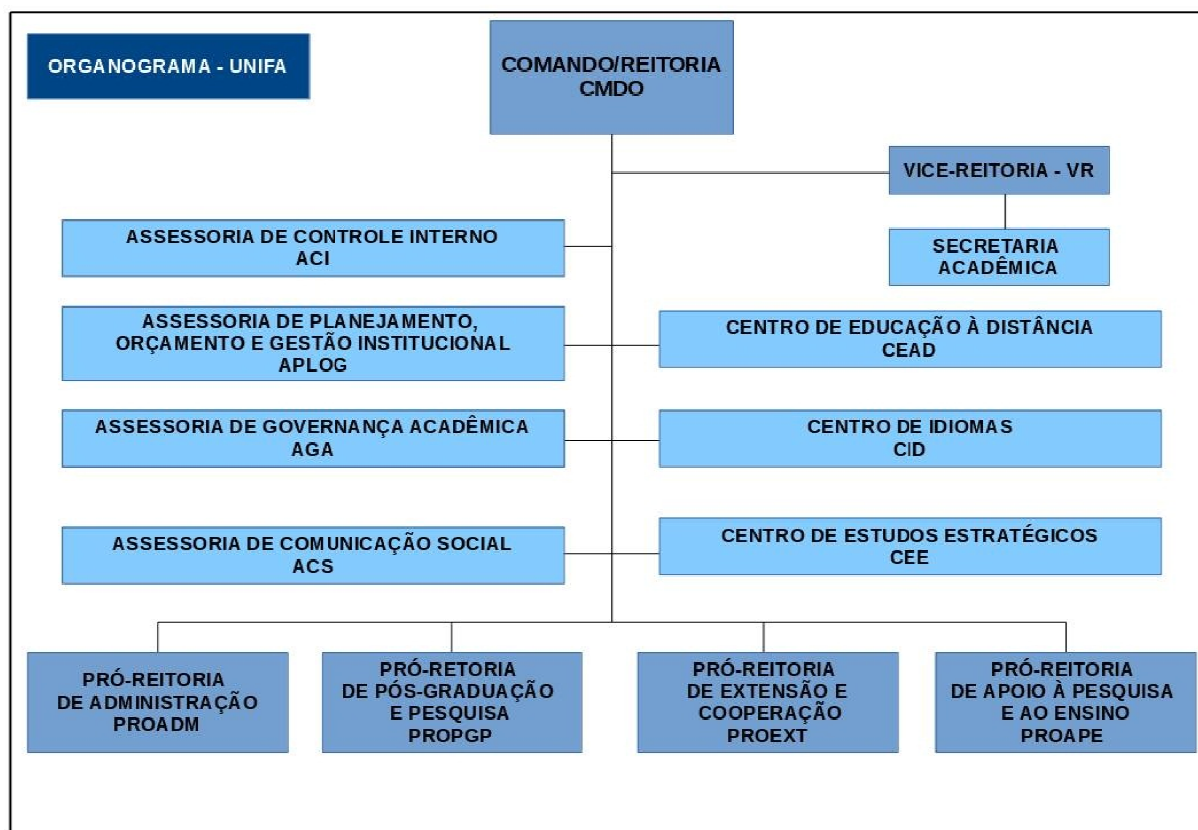 ORGANOGRAMA - UNIFA
COMANDO/REITORIA
CMDO
VICE-REITORIA - VR
SECRETARIA
ACADÊMICA
ASSESSORIA DE CONTROLE INTERNO
ACI
ASSESSORIA DE PLANEJAMENTO,
ORÇAMENTO E GESTÃO INSTITUCIONAL
APLOG
CENTRO DE EDUCAÇÃO À DISTÂNCIA
CEAD
ASSESSORIA DE GOVERNANÇA ACADÊMICA
AGA
CENTRO DE IDIOMAS
CID
ASSESSORIA DE COMUNICAÇÃO SOCIAL
ACS
CENTRO DE ESTUDOS ESTRATÉGICOS
CEE
PRÓ-REITORIA
DE ADMINISTRAÇÃO
PROADM
PRÓ-RETORIA
DE PÓS-GRADUAÇÃO
E PESQUISA
PROPGP
PRÓ-REITORIA
DE EXTENSÃO E
COOPERAÇÃO
PROEXT
PRÓ-REITORIA
DE APOIO À PESQUISA
E AO ENSINO
PROAPE